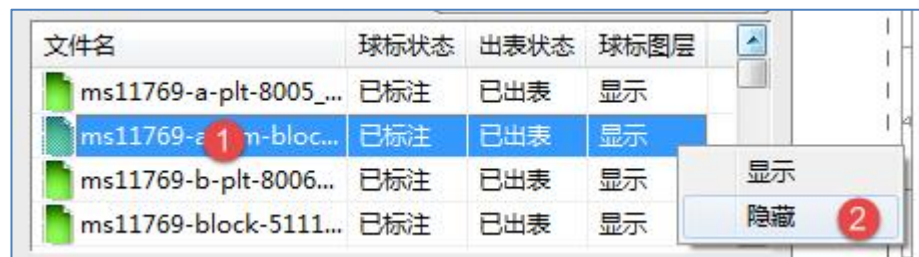 文件名 球标状态 出表状态 球标图层
ms11769-a-plt-8005_... 已标注 已出表 显示
ms11769-a 1 m-bloc... 已标注 已出表 显示
ms11769-b-plt-8006... 已标注 已出表 显示
ms11769-block-5111... 已标注 已出表 显示
显示
隐藏 2